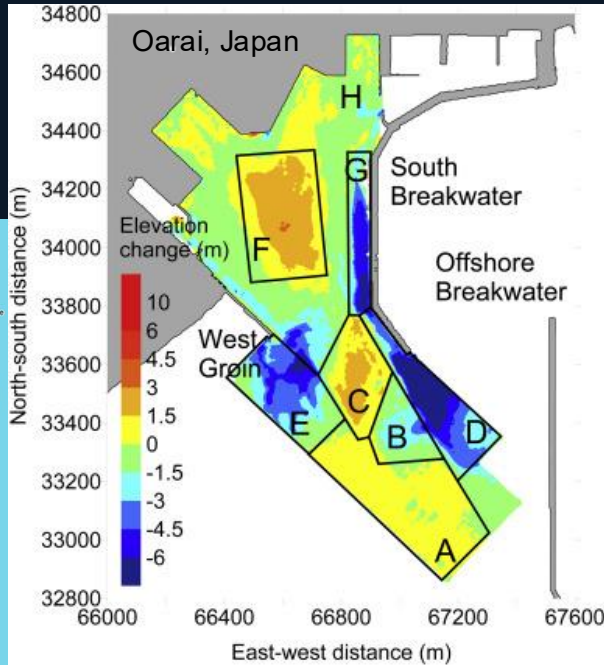 34800
34600
34400
34200
34000
33800
33600
33400
33200
33000
32800
North-south distance (m)
Oarai, Japan
H
G
South
Breakwater
F
Elevation
change (m)
Offshore
Breakwater
10
6
4.5
3
1.5
0
-1.5
-3
-4.5
-6
West
Groin
C
E
B
D
A
66000
66400
66800
67200
67600
East-west distance (m)